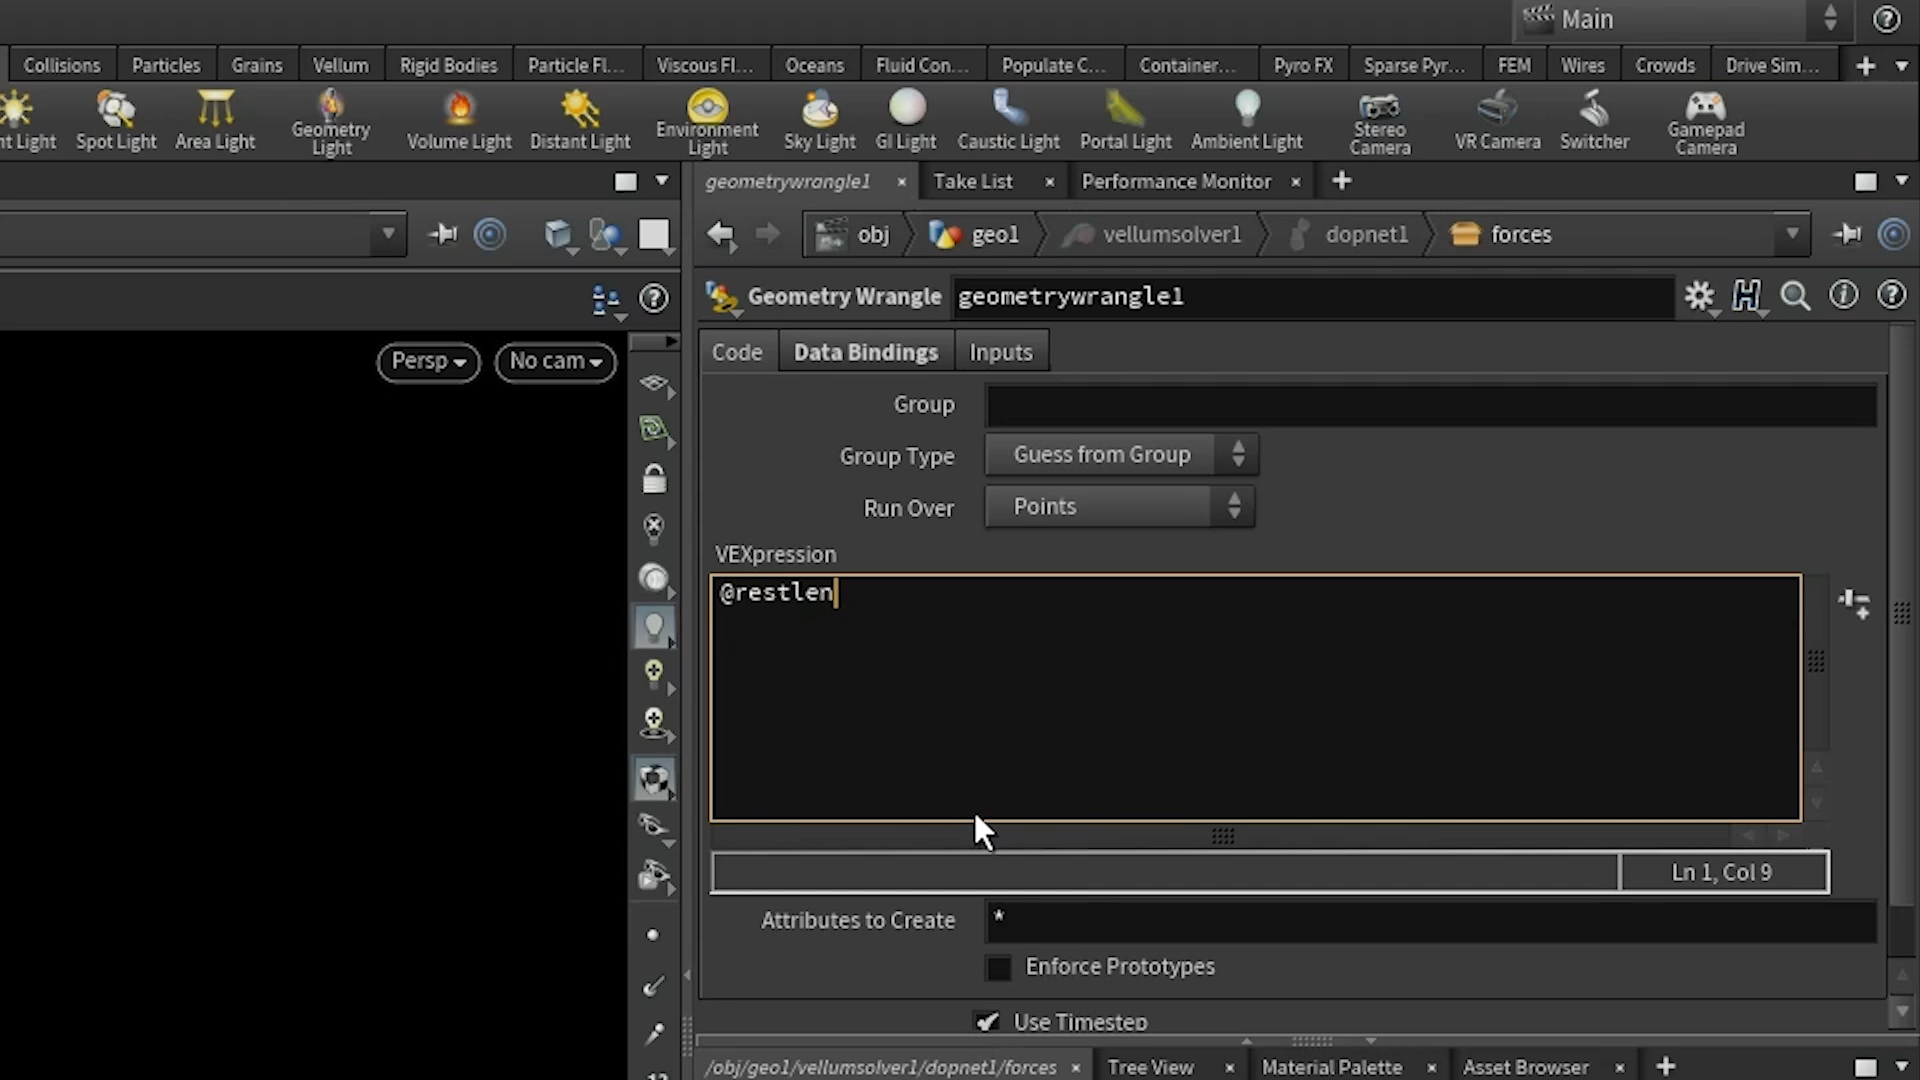 Main
Collisions Particles Grains Vellum Rigid Bodies Particle Fl... Viscous Fl... Oceans Fluid Con... Populate C... Container... Pyro FX Sparse Pyr... FEM Wires Crowds Drive Sim...
nt Light Spot Light Area Light Geometry Light Volume Light Distant Light Environment Light Sky Light GI Light Caustic Light Portal Light Ambient Light Stereo Camera VR Camera Switcher Gamepad Camera
geometrywrangle1 Take List Performance Monitor
obj geo1 vellumsolver1 dopnet1 forces
Geometry Wrangle geometrywrangle1
Persp No cam
Code Data Bindings Inputs
Group
Group Type Guess from Group
Run Over Points
VEXpression
@restlen
Ln 1, Col 9
Attributes to Create *
Enforce Prototypes
Use Timestep
/obj/geo1/vellumsolver1/dopnet1/forces Tree View Material Palette Asset Browser